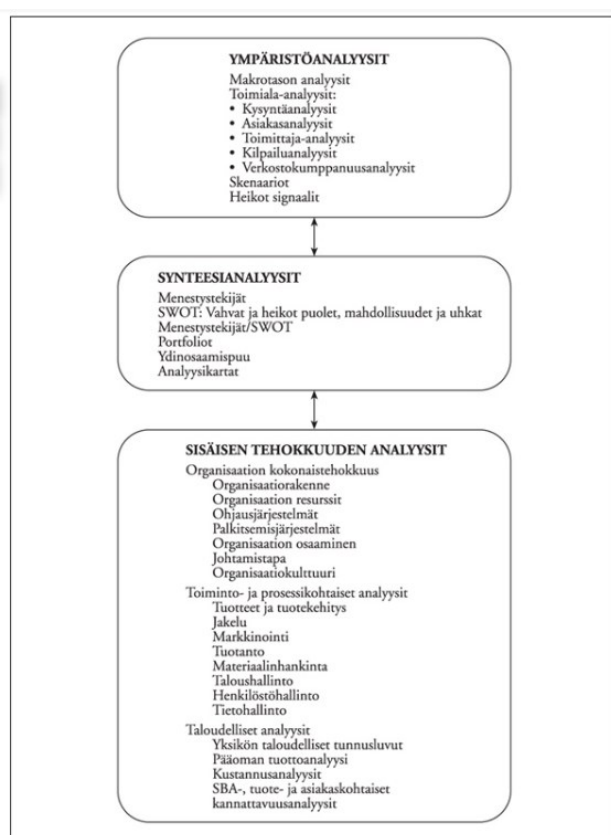 YMPÄRISTÖANALYYSIT
Makrotason analyysit
Toimiala-analyysit:
• Kysyntäanalyysit
• Asiakasanalyysit
• Toimittaja-analyysit
• Kilpailuanalyysit
• Verkostokumppanuusanalyysit
Skenaariot
Heikot signaalit
SYNTEESIANALYYSIT
Menestystekijät
SWOT: Vahvat ja heikot puolet, mahdollisuudet ja uhkat
Menestystekijät/SWOT
Portfoliot
Ydinosaamispuu
Analyysikartat
SISÄISEN TEHOKKUUDEN ANALYYSIT
Organisaation kokonaistehokkuus
Organisaatiorakenne
Organisaation resurssit
Ohjausjärjestelmät
Palkitsemisjärjestelmät
Organisaation osaaminen
Johtamistapa
Organisaatiokulttuuri
Toiminto- ja prosessikohtaiset analyysit
Tuotteet ja tuotekehitys
Jakelu
Markkinointi
Tuotanto
Materiaalinhankinta
Taloushallinto
Henkilöstöhallinto
Tietohallinto
Taloudelliset analyysit
Yksikön taloudelliset tunnusluvut
Pääoman tuottoanalyysi
Kustannusanalyysit
SBA-, tuote- ja asiakaskohtaiset
kannattavuusanalyysit